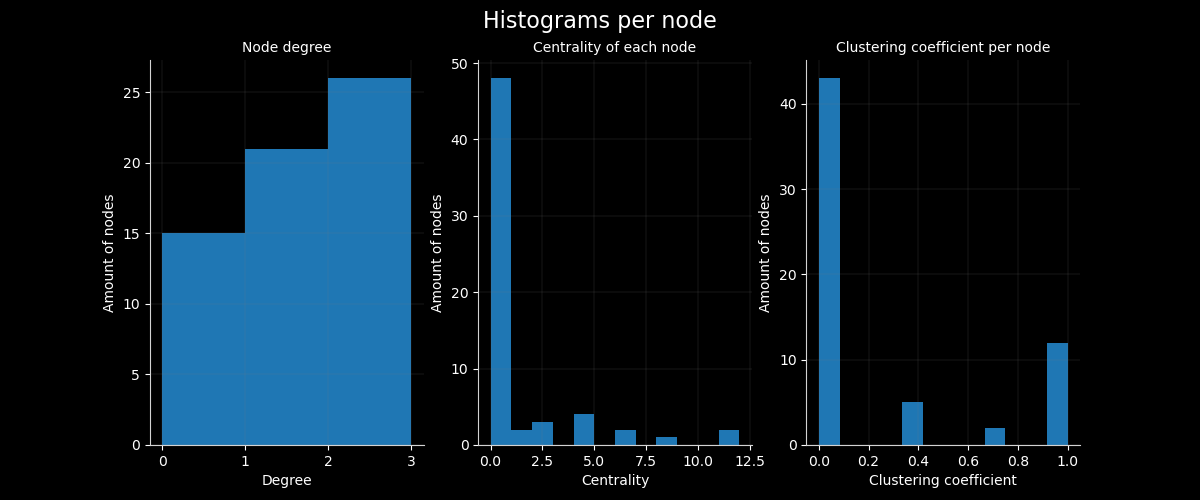 Histograms per node
Node degree
Amount of nodes
25
20
15
10
5
0
0 1 2 3
Degree
Centrality of each node
Amount of nodes
50
40
30
20
10
0
0.0 2.5 5.0 7.5 10.0 12.5
Centrality
Clustering coefficient per node
Amount of nodes
40
30
20
10
0
0.0 0.2 0.4 0.6 0.8 1.0
Clustering coefficient